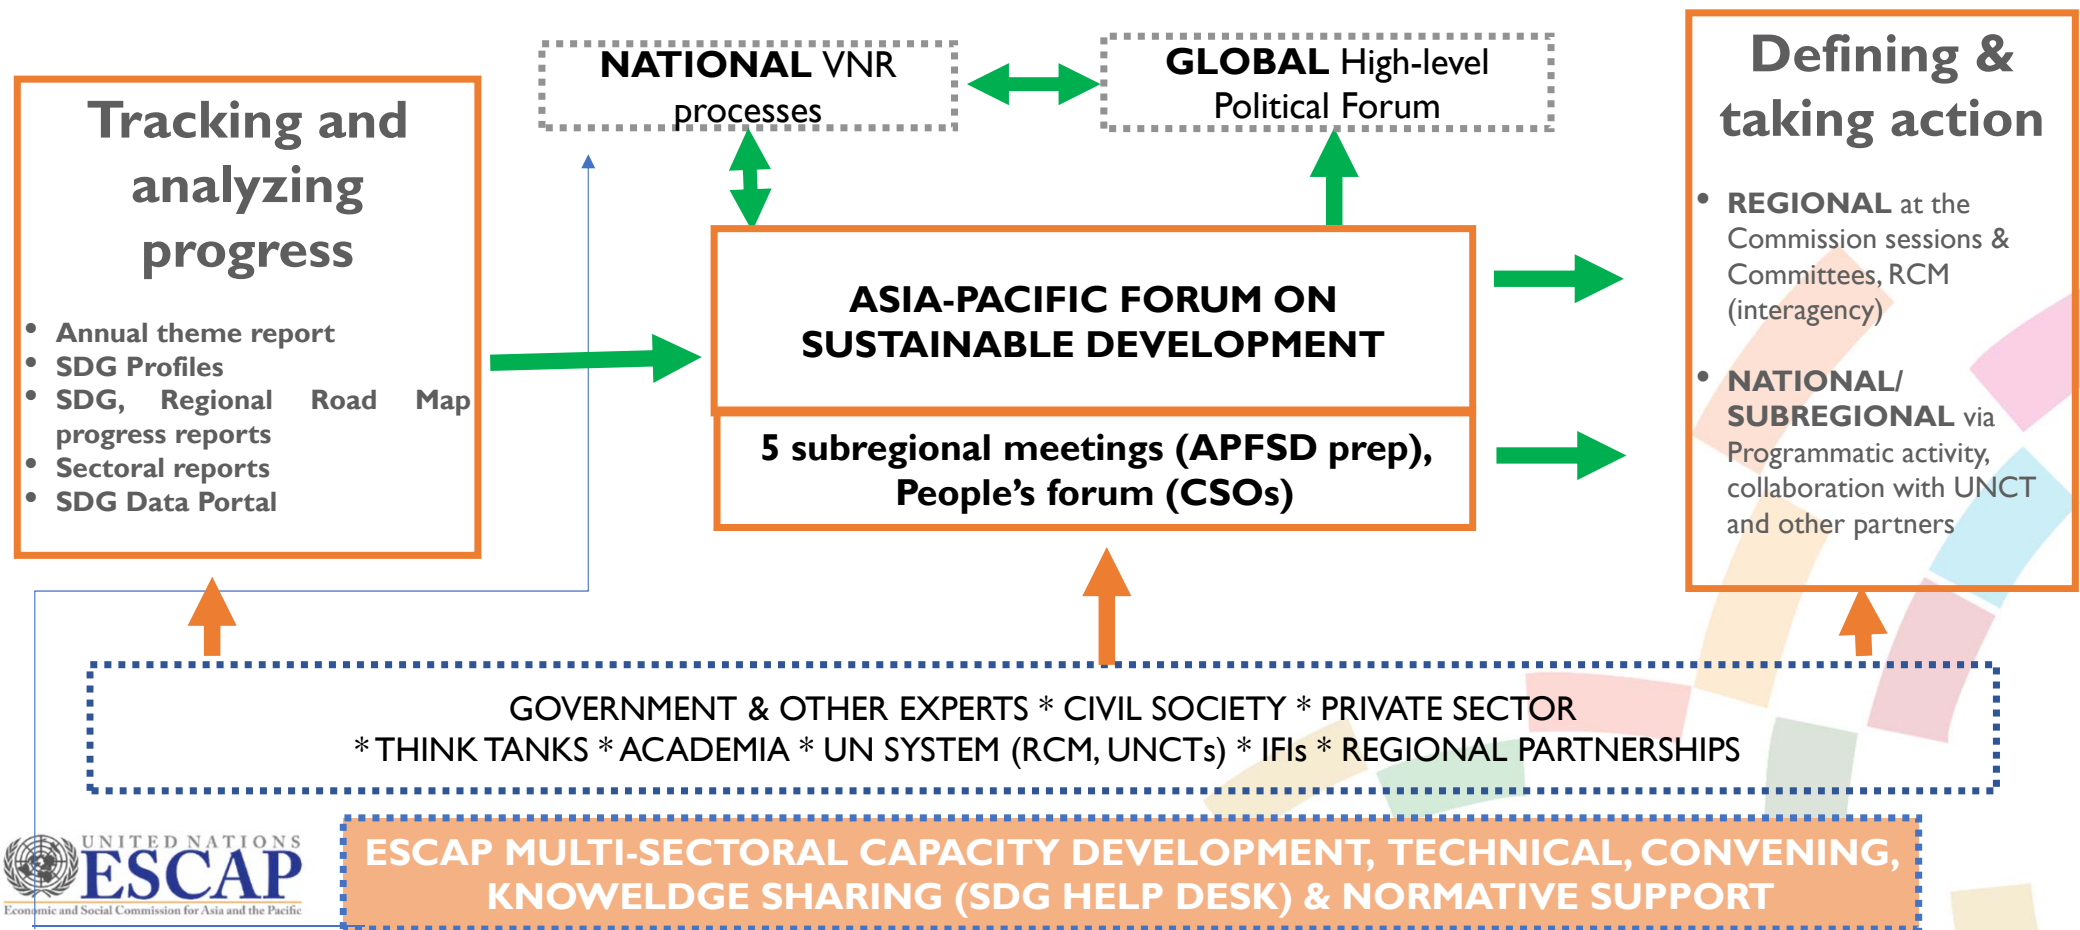 Tracking and
analyzing
progress
• Annual theme report
• SDG Profiles
• SDG, Regional Road Map
progress reports
• Sectoral reports
• SDG Data Portal
NATIONAL VNR
processes
GLOBAL High-level
Political Forum
ASIA-PACIFIC FORUM ON
SUSTAINABLE DEVELOPMENT
5 subregional meetings (APFSD prep),
People’s forum (CSOs)
Defining &
taking action
• REGIONAL at the
Commission sessions &
Committees, RCM
(interagency)
• NATIONAL/
SUBREGIONAL via
Programmatic activity,
collaboration with UNCT
and other partners
GOVERNMENT & OTHER EXPERTS * CIVIL SOCIETY * PRIVATE SECTOR
* THINK TANKS * ACADEMIA * UN SYSTEM (RCM, UNCTs) * IFIs * REGIONAL PARTNERSHIPS
UNITED NATIONS
ESCAP
Economic and Social Commission for Asia and the Pacific
ESCAP MULTI-SECTORAL CAPACITY DEVELOPMENT, TECHNICAL, CONVENING,
KNOWELDGE SHARING (SDG HELP DESK) & NORMATIVE SUPPORT